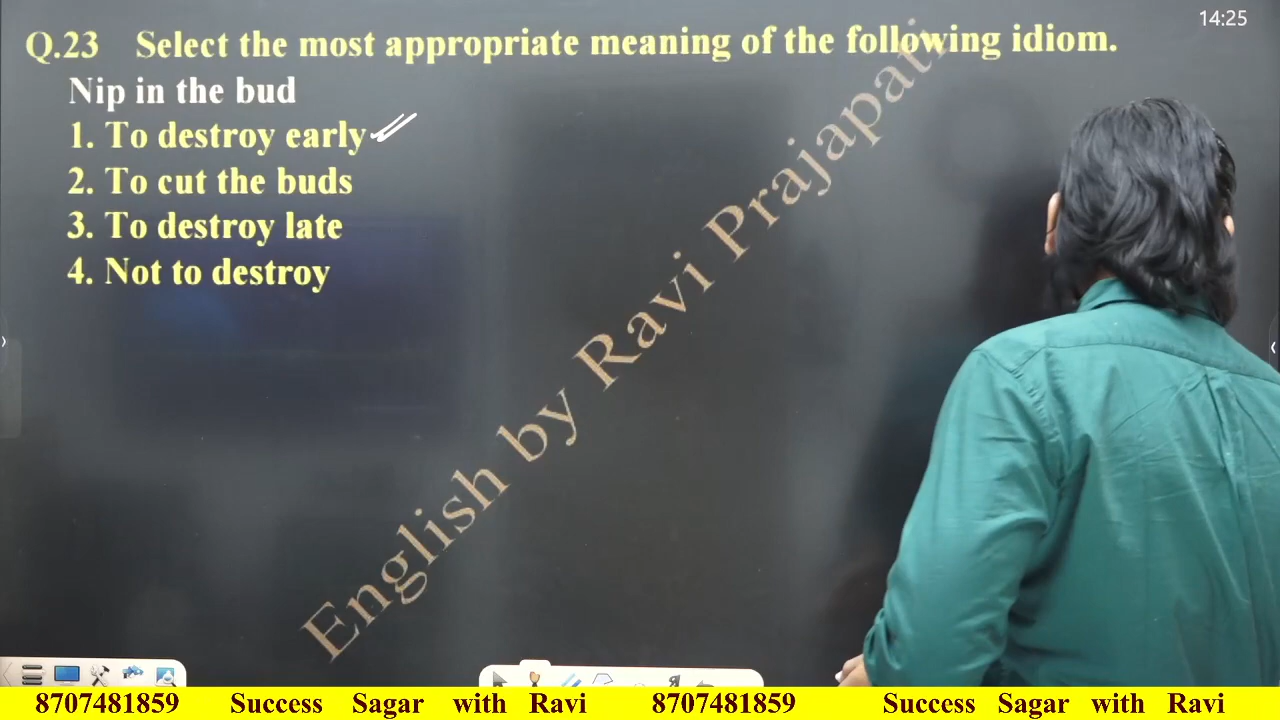 14:25
Q.23 Select the most appropriate meaning of the following idiom.
Nip in the bud
1. To destroy early
2. To cut the buds
3. To destroy late
4. Not to destroy
English by Ravi Prajapati
8707481859 Success Sagar with Ravi 8707481859 Success Sagar with Ravi